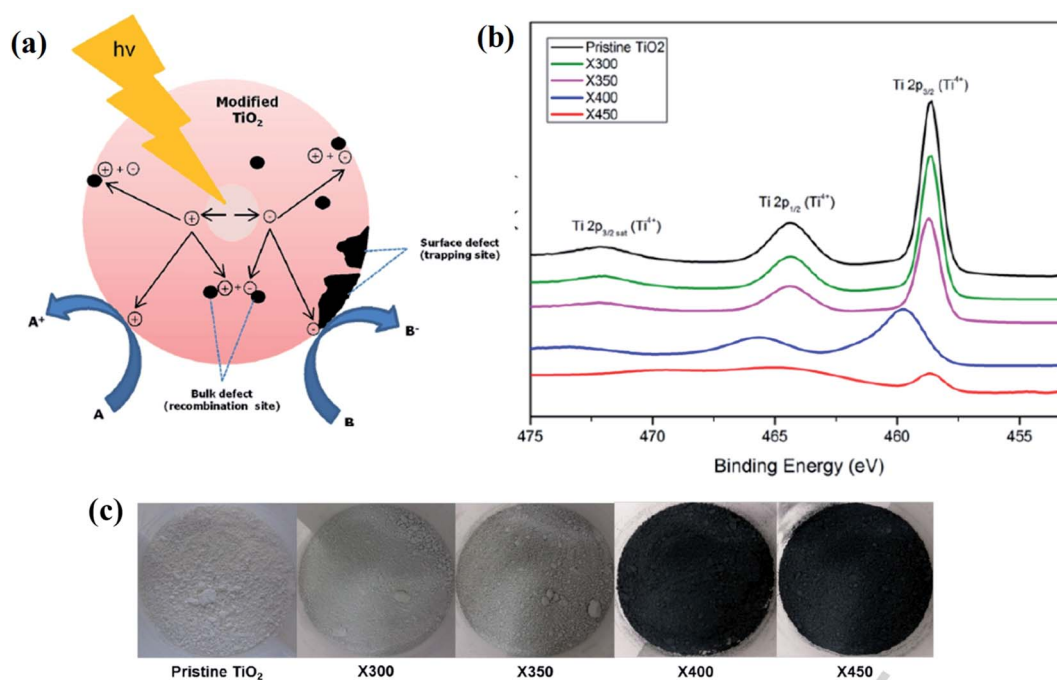 (a)
hν
Modified
TiO₂
⊕ + ⊖
⊕ + ⊖
⊕
⊖
⊕ + ⊖
Surface defect
(trapping site)
⊕
⊖
A⁺
B⁻
Bulk defect
(recombination site)
A
B
(b)
Pristine TiO2
X300
X350
X400
X450
Ti 2p₃/₂ (Ti⁴⁺)
Ti 2p₁/₂ (Ti⁴⁺)
Ti 2p₃/₂ sat (Ti⁴⁺)
475
470
465
460
455
Binding Energy (eV)
(c)
Pristine TiO₂
X300
X350
X400
X450